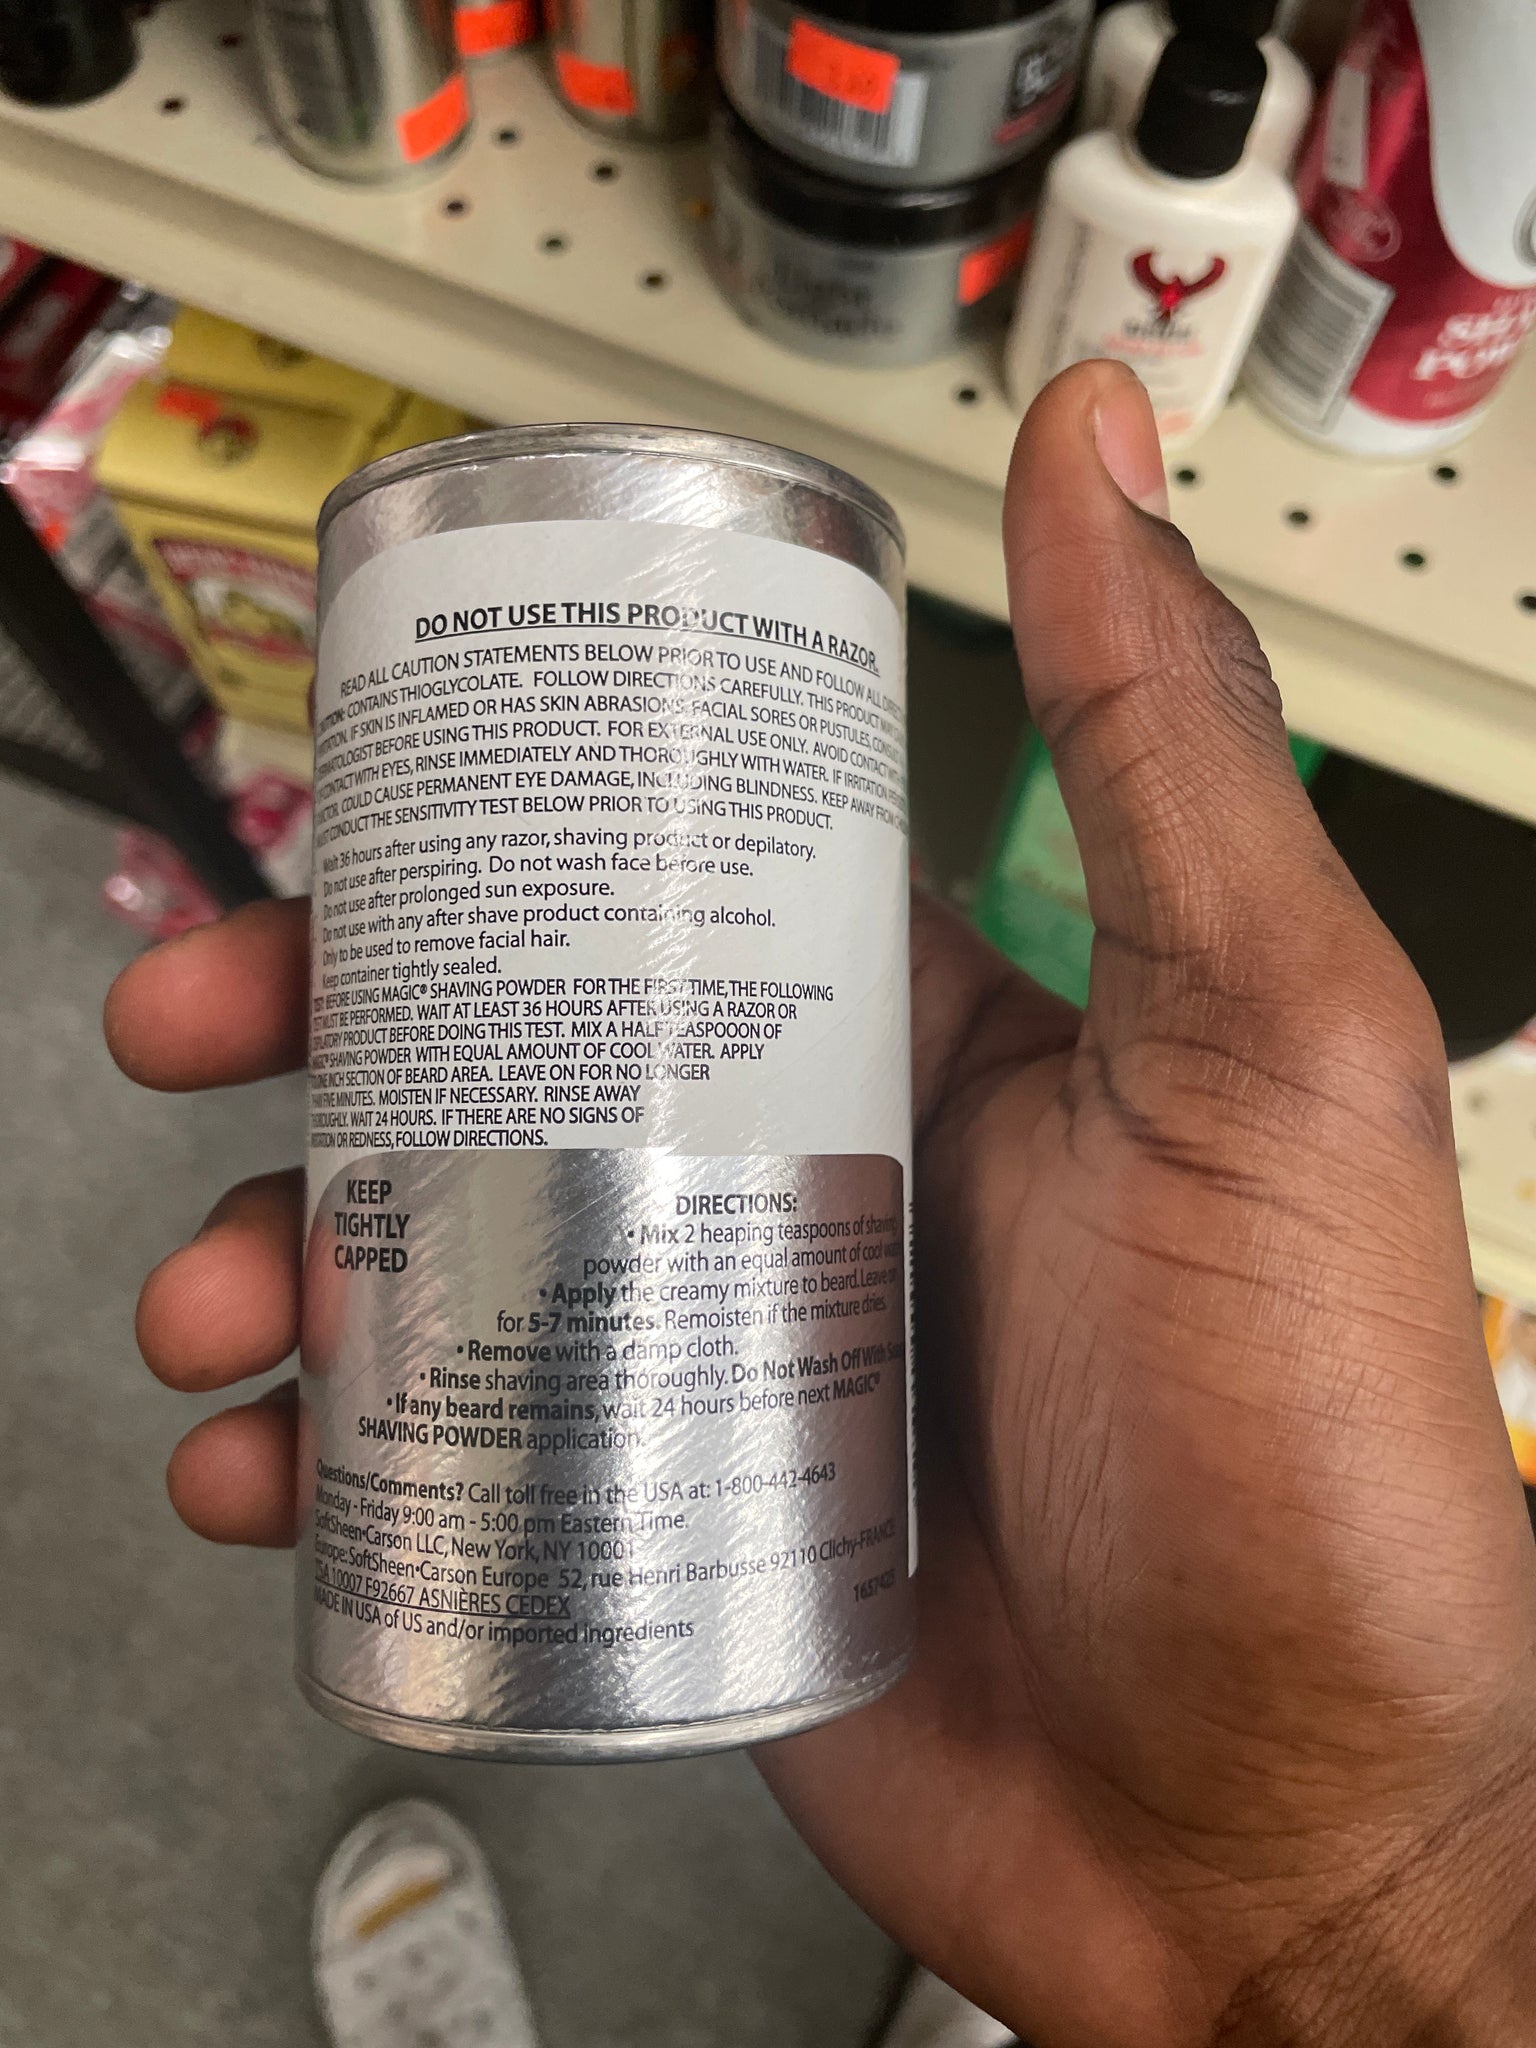 DO NOT USE THIS PRODUCT WITH A RAZOR.
READ ALL CAUTION STATEMENTS BELOW PRIOR TO USE AND FOLLOW ALL
CONTAINS THIOGLYCOLATE. FOLLOW DIRECTIONS CAREFULLY. THIS PRODUCT
IF SKIN IS INFLAMED OR HAS SKIN ABRASIONS, FACIAL SORES OR PUSTULES,
BEFORE USING THIS PRODUCT. FOR EXTERNAL USE ONLY. AVOID CONTACT
CONTACT WITH EYES, RINSE IMMEDIATELY AND THOROUGHLY WITH WATER. IF IRRITATION
COULD CAUSE PERMANENT EYE DAMAGE, INCLUDING BLINDNESS. KEEP AWAY FROM
CONDUCT THE SENSITIVITY TEST BELOW PRIOR TO USING THIS PRODUCT.
Wait 36 hours after using any razor, shaving product or depilatory.
Do not use after perspiring. Do not wash face before use.
Do not use after prolonged sun exposure.
Do not use with any after shave product containing alcohol.
Only to be used to remove facial hair.
Keep container tightly sealed.
BEFORE USING MAGIC® SHAVING POWDER FOR THE FIRST TIME, THE FOLLOWING
MUST BE PERFORMED. WAIT AT LEAST 36 HOURS AFTER USING A RAZOR OR
PRODUCT BEFORE DOING THIS TEST. MIX A HALF TEASPOOON OF
SHAVING POWDER WITH EQUAL AMOUNT OF COOL WATER. APPLY
INCH SECTION OF BEARD AREA. LEAVE ON FOR NO LONGER
THAN FIVE MINUTES. MOISTEN IF NECESSARY. RINSE AWAY
WAIT 24 HOURS. IF THERE ARE NO SIGNS OF
OR REDNESS, FOLLOW DIRECTIONS.
KEEP
TIGHTLY
CAPPED
DIRECTIONS:
• Mix 2 heaping teaspoons of shaving
powder with an equal amount of cool
• Apply the creamy mixture to beard. Leave on
for 5-7 minutes. Remoisten if the mixture dries.
• Remove with a damp cloth.
• Rinse shaving area thoroughly. Do Not Wash Off With
• If any beard remains, wait 24 hours before next MAGIC®
SHAVING POWDER application.
Questions/Comments? Call toll free in the USA at: 1-800-442-4643
Monday - Friday 9:00 am - 5:00 pm Eastern Time.
SoftSheen•Carson LLC, New York, NY 10001
Europe: SoftSheen•Carson Europe 52, rue Henri Barbusse 92110 Clichy-FRANCE
10007 F92667 ASNIÈRES CEDEX
MADE IN USA of US and/or imported ingredients